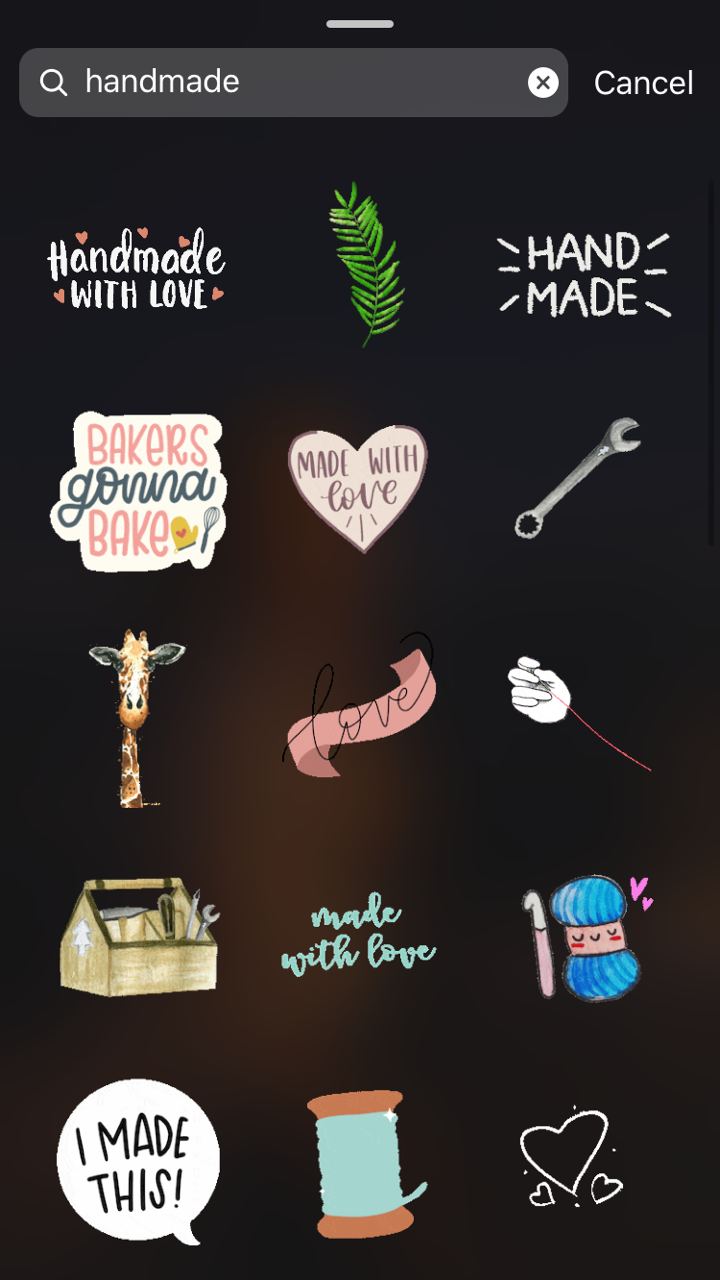 handmade
Cancel
Handmade
WITH LOVE
HAND
MADE
BAKERS
gonna
BAKE
MADE WITH
love
love
made
with love
I MADE
THIS!